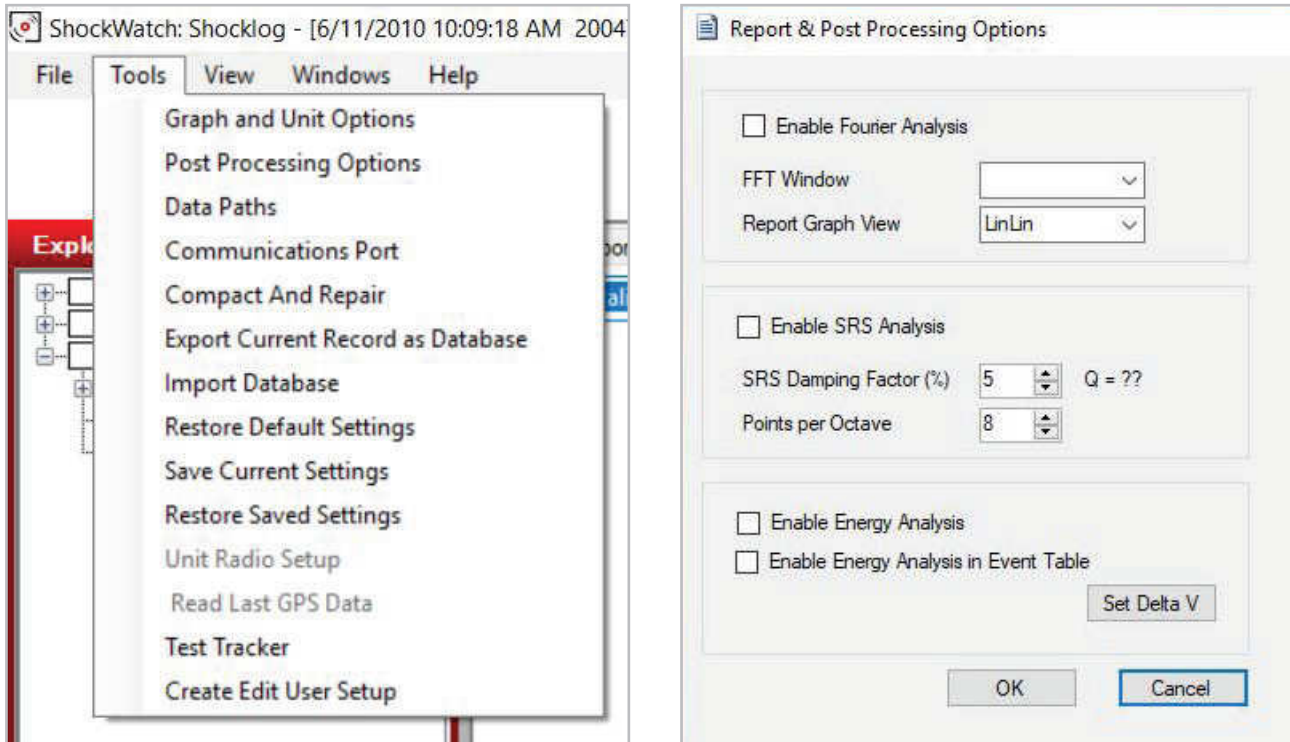 ShockWatch: Shocklog - [6/11/2010 10:09:18 AM 2004
File Tools View Windows Help
Graph and Unit Options
Post Processing Options
Data Paths
Communications Port
Compact And Repair
Export Current Record as Database
Import Database
Restore Default Settings
Save Current Settings
Restore Saved Settings
Unit Radio Setup
Read Last GPS Data
Test Tracker
Create Edit User Setup
Expl
Report & Post Processing Options
Enable Fourier Analysis
FFT Window
Report Graph View LinLin
Enable SRS Analysis
SRS Damping Factor (%) 5 Q = ??
Points per Octave 8
Enable Energy Analysis
Enable Energy Analysis in Event Table
Set Delta V
OK Cancel